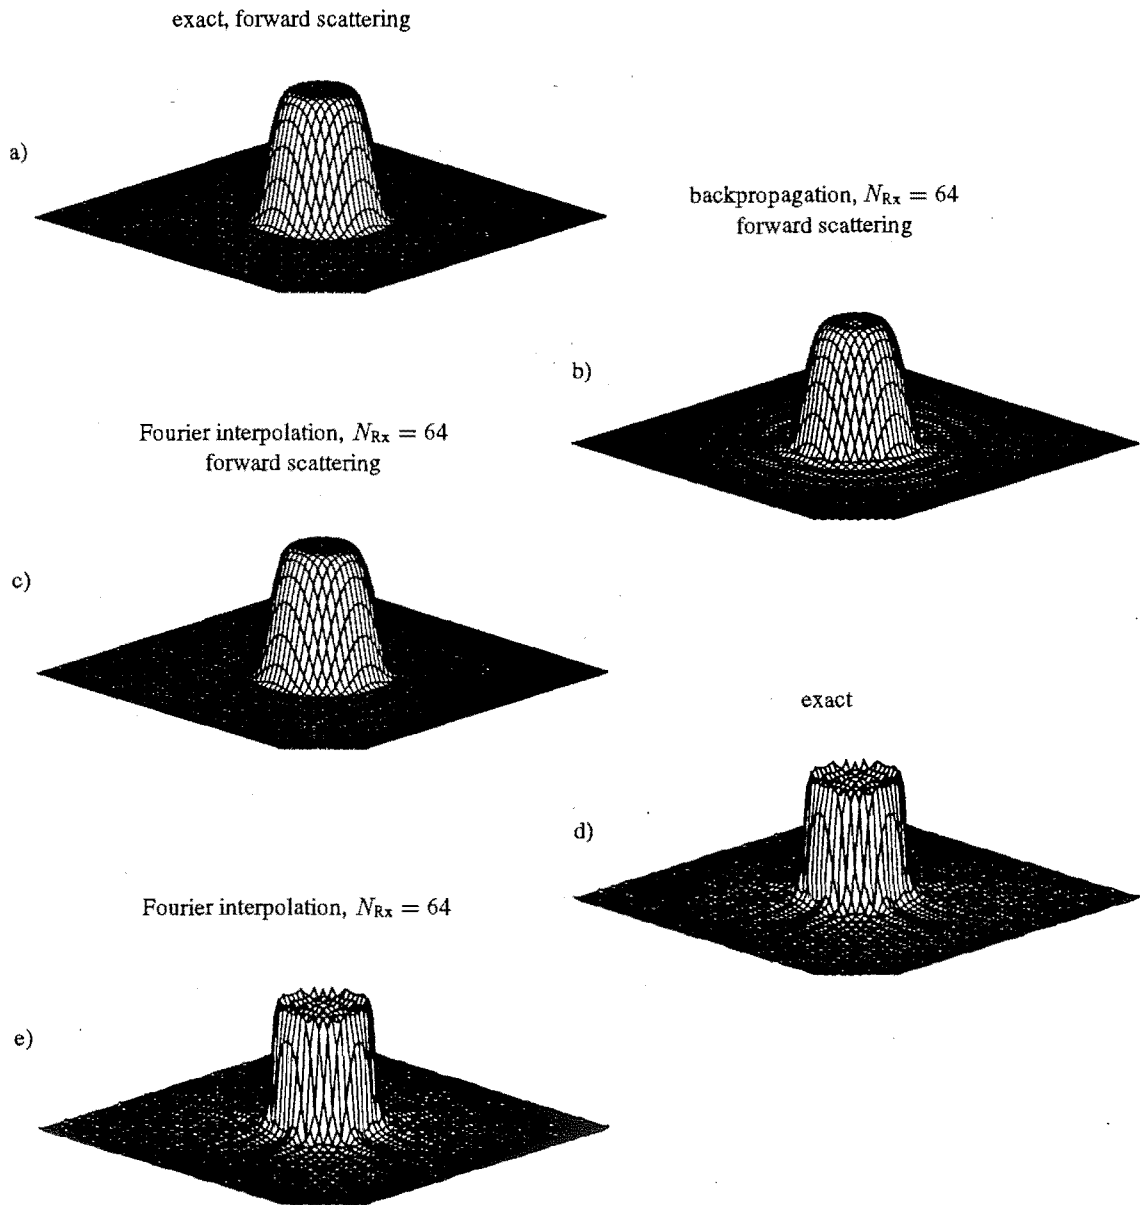 exact, forward scattering
a)
backpropagation, N_Rx = 64
forward scattering
b)
Fourier interpolation, N_Rx = 64
forward scattering
c)
exact
d)
Fourier interpolation, N_Rx = 64
e)